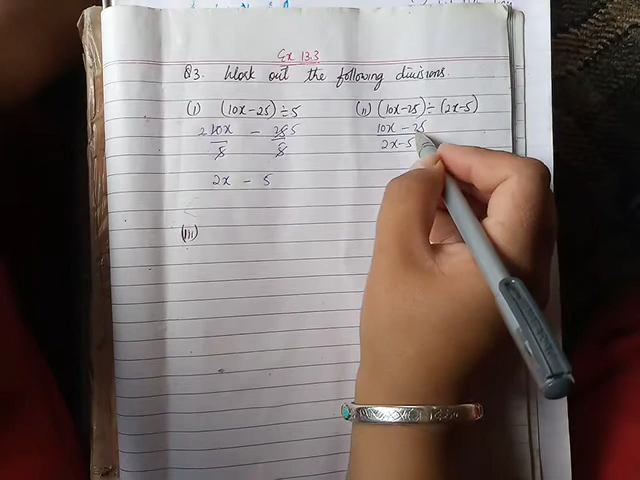 Ex 13.3
Q3. Work out the following divisions.
(i) (10x-25) ÷ 5
(ii) (10x-25) ÷ (2x-5)
2 10x - 25 5
5 5
10x - 25
2x - 5
2x - 5
(iii)